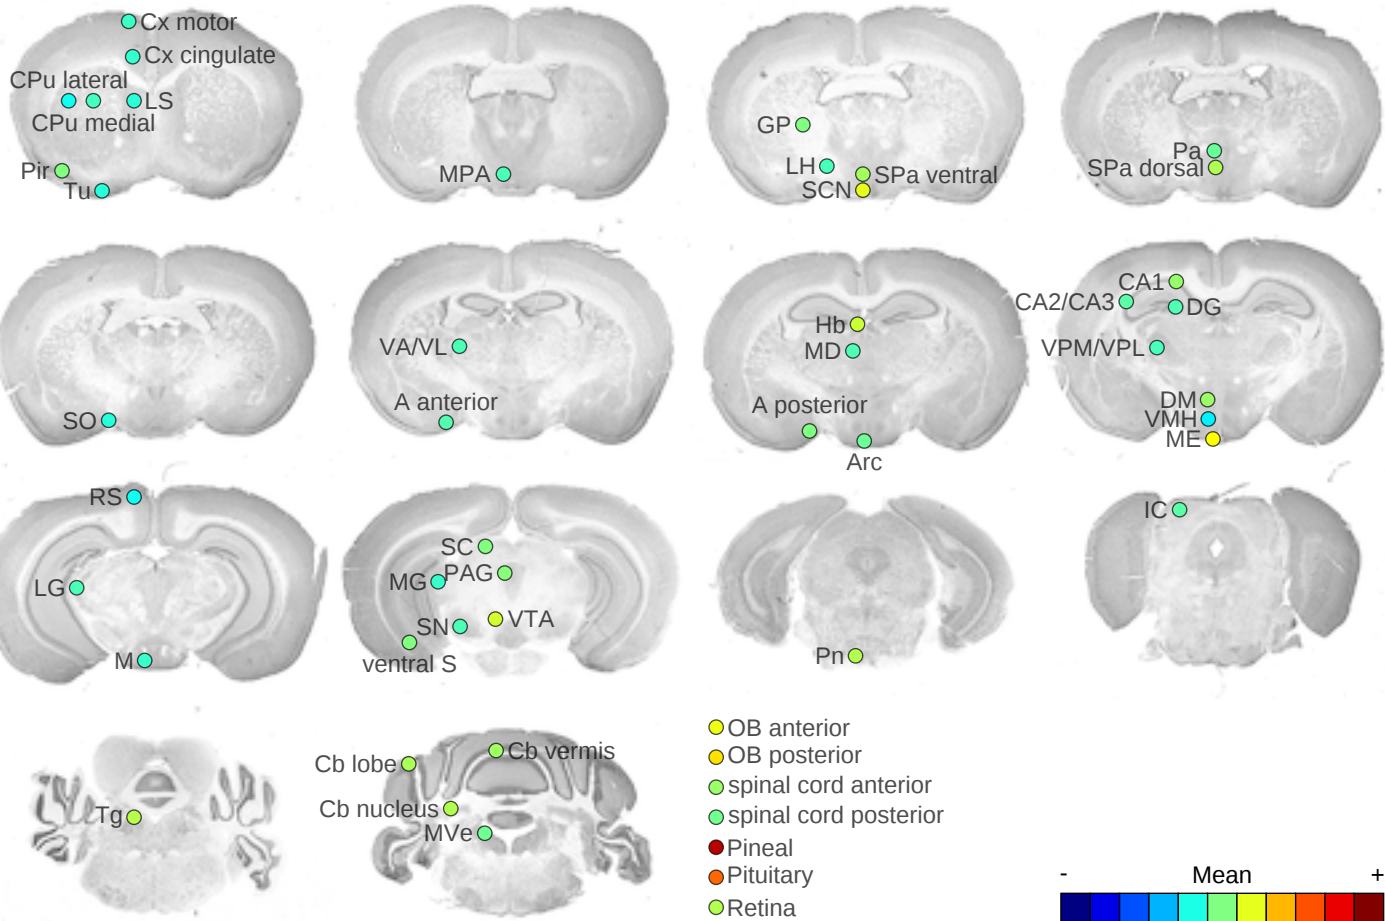 Cx motor
Cx cingulate
CPu lateral
LS
CPu medial
Pir
Tu
MPA
GP
LH
SPa ventral
SCN
Pa
SPa dorsal
SO
VA/VL
A anterior
Hb
MD
A posterior
Arc
CA1
CA2/CA3
DG
VPM/VPL
DM
VMH
ME
RS
LG
M
SC
PAG
MG
VTA
SN
ventral S
Pn
IC
Tg
Cb vermis
Cb lobe
Cb nucleus
MVe
OB anterior
OB posterior
spinal cord anterior
spinal cord posterior
Pineal
Pituitary
Retina
- Mean +